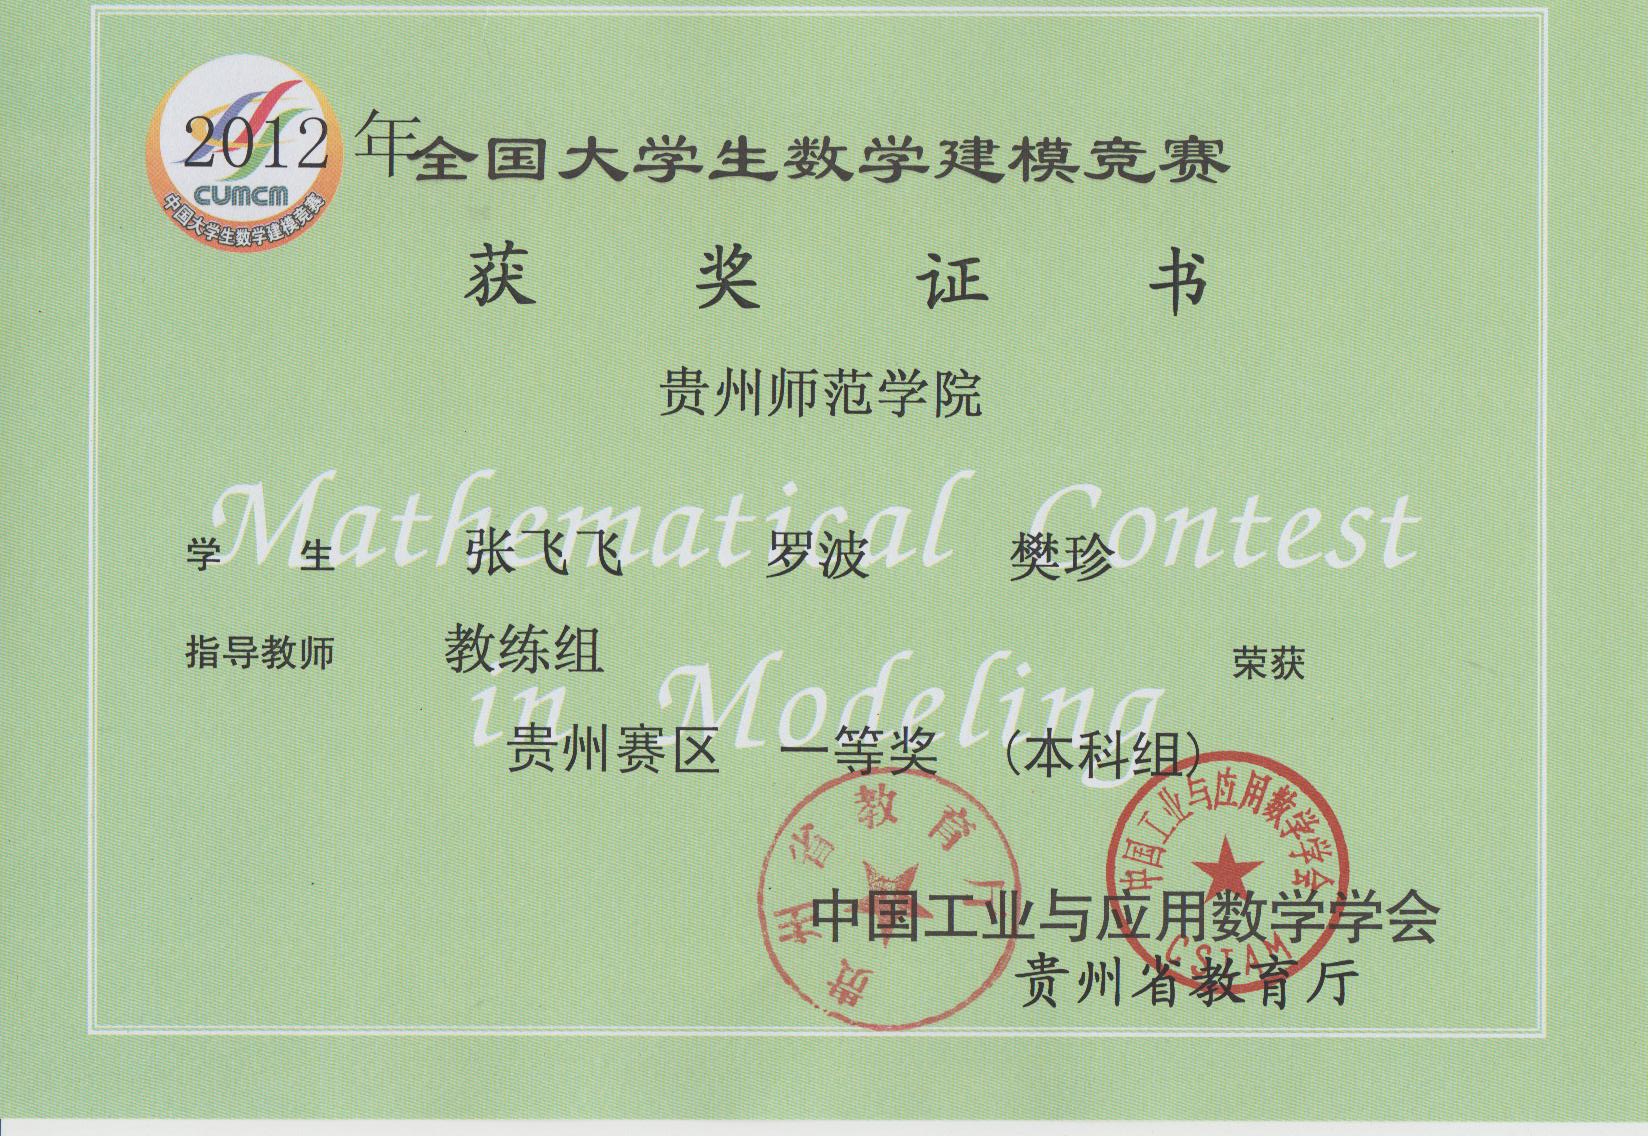 2012 年全国大学生数学建模竞赛
CUMCM
中国大学生数学建模竞赛
获 奖 证 书
贵州师范学院
Mathematical Contest
学 生 张飞飞 罗波 樊珍
指导教师 教练组 荣获
in Modeling
贵州赛区 一等奖 (本科组)
贵州省教育厅
中国工业与应用数学学会
CSIAM
中国工业与应用数学学会
贵州省教育厅